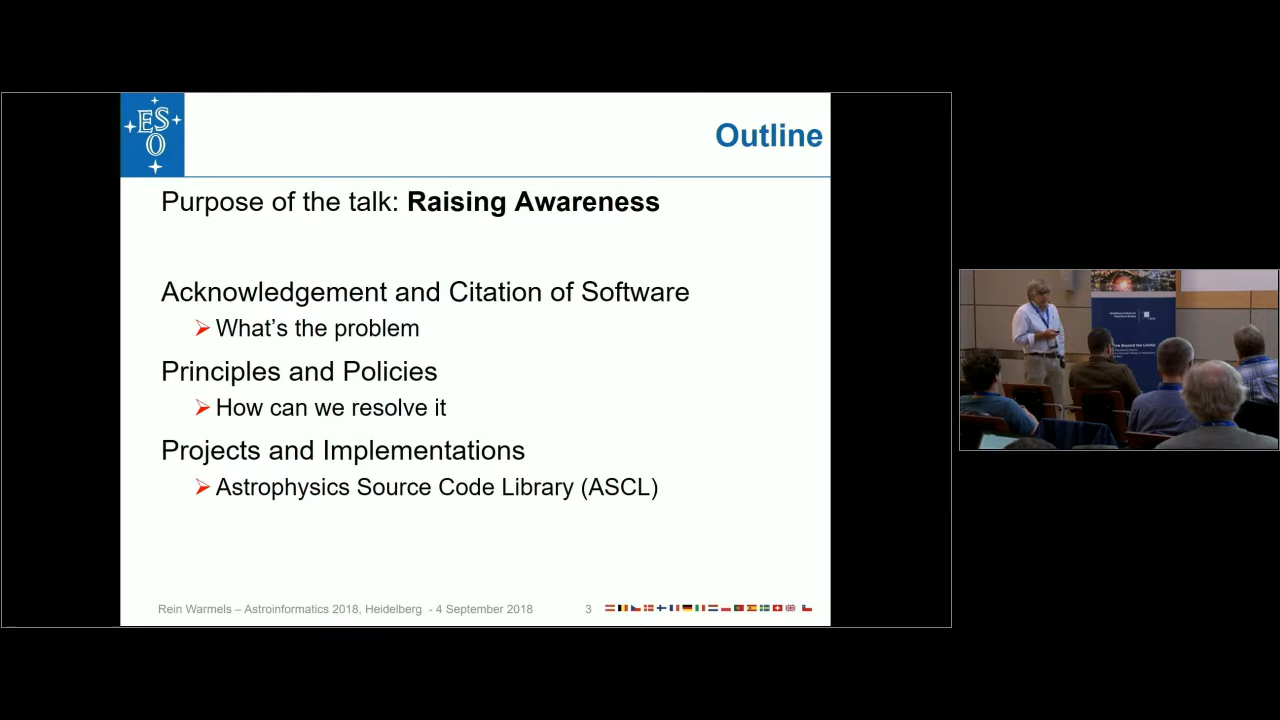 ESO
Outline
Purpose of the talk: Raising Awareness
Acknowledgement and Citation of Software
What's the problem
Principles and Policies
How can we resolve it
Projects and Implementations
Astrophysics Source Code Library (ASCL)
Rein Warmels – Astroinformatics 2018, Heidelberg - 4 September 2018
3